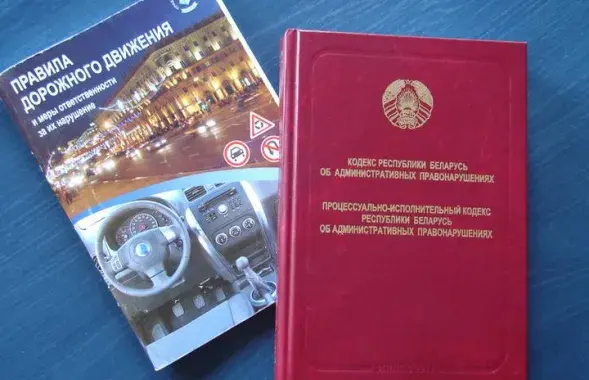 ПРАВИЛА
ДОРОЖНОГО ДВИЖЕНИЯ
и меры ответственности
за их нарушение
КОДЕКС РЕСПУБЛИКИ БЕЛАРУСЬ
ОБ АДМИНИСТРАТИВНЫХ ПРАВОНАРУШЕНИЯХ
ПРОЦЕССУАЛЬНО-ИСПОЛНИТЕЛЬНЫЙ КОДЕКС
РЕСПУБЛИКИ БЕЛАРУСЬ
ОБ АДМИНИСТРАТИВНЫХ ПРАВОНАРУШЕНИЯХ